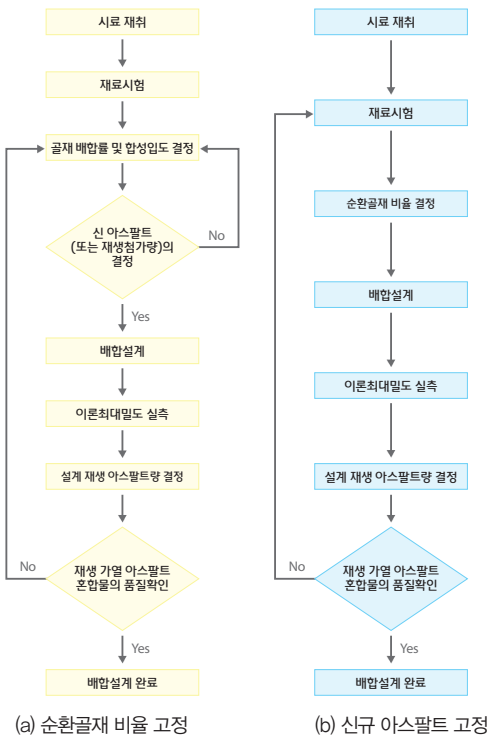 시료 재취
재료시험
골재 배합률 및 합성입도 결정
신 아스팔트
(또는 재생첨가량)의
결정
No
Yes
배합설계
이론최대밀도 실측
설계 재생 아스팔트량 결정
재생 가열 아스팔트
혼합물의 품질확인
No
Yes
배합설계 완료
(a) 순환골재 비율 고정
시료 재취
재료시험
순환골재 비율 결정
배합설계
이론최대밀도 실측
설계 재생 아스팔트량 결정
재생 가열 아스팔트
혼합물의 품질확인
No
Yes
배합설계 완료
(b) 신규 아스팔트 고정